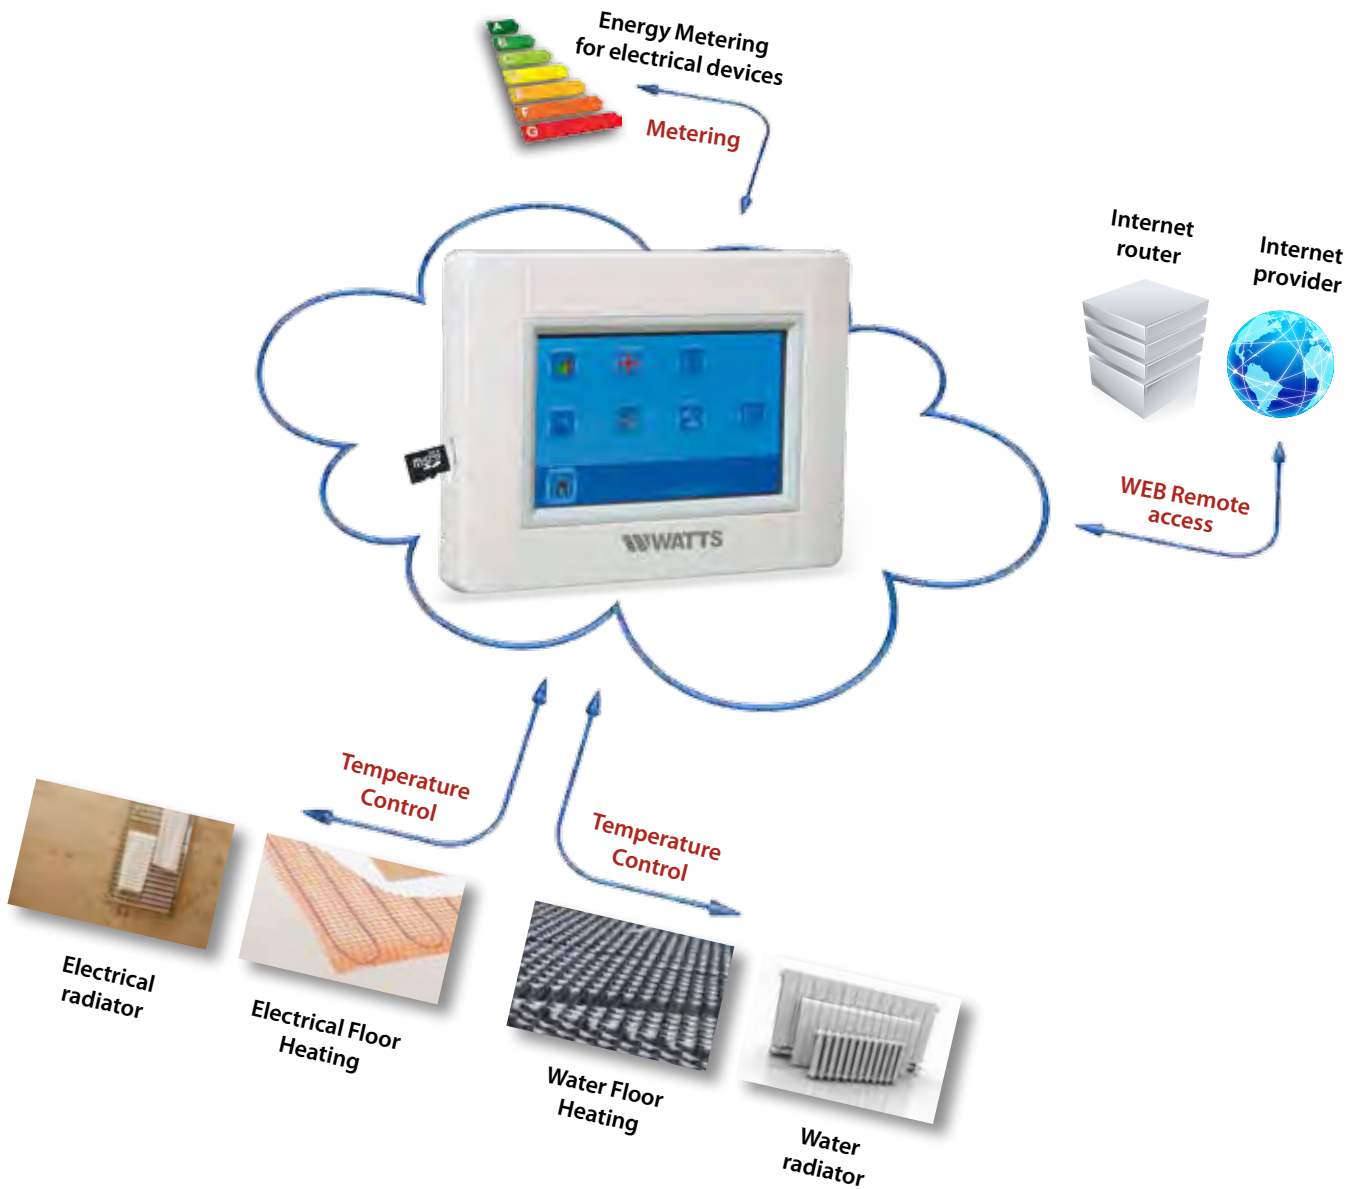 A
B
C
E
F
G
Energy Metering
for electrical devices
Metering
Internet
router
Internet
provider
micro
WATTS
WEB Remote
access
Temperature
Control
Temperature
Control
Electrical
radiator
Electrical Floor
Heating
Water Floor
Heating
Water
radiator